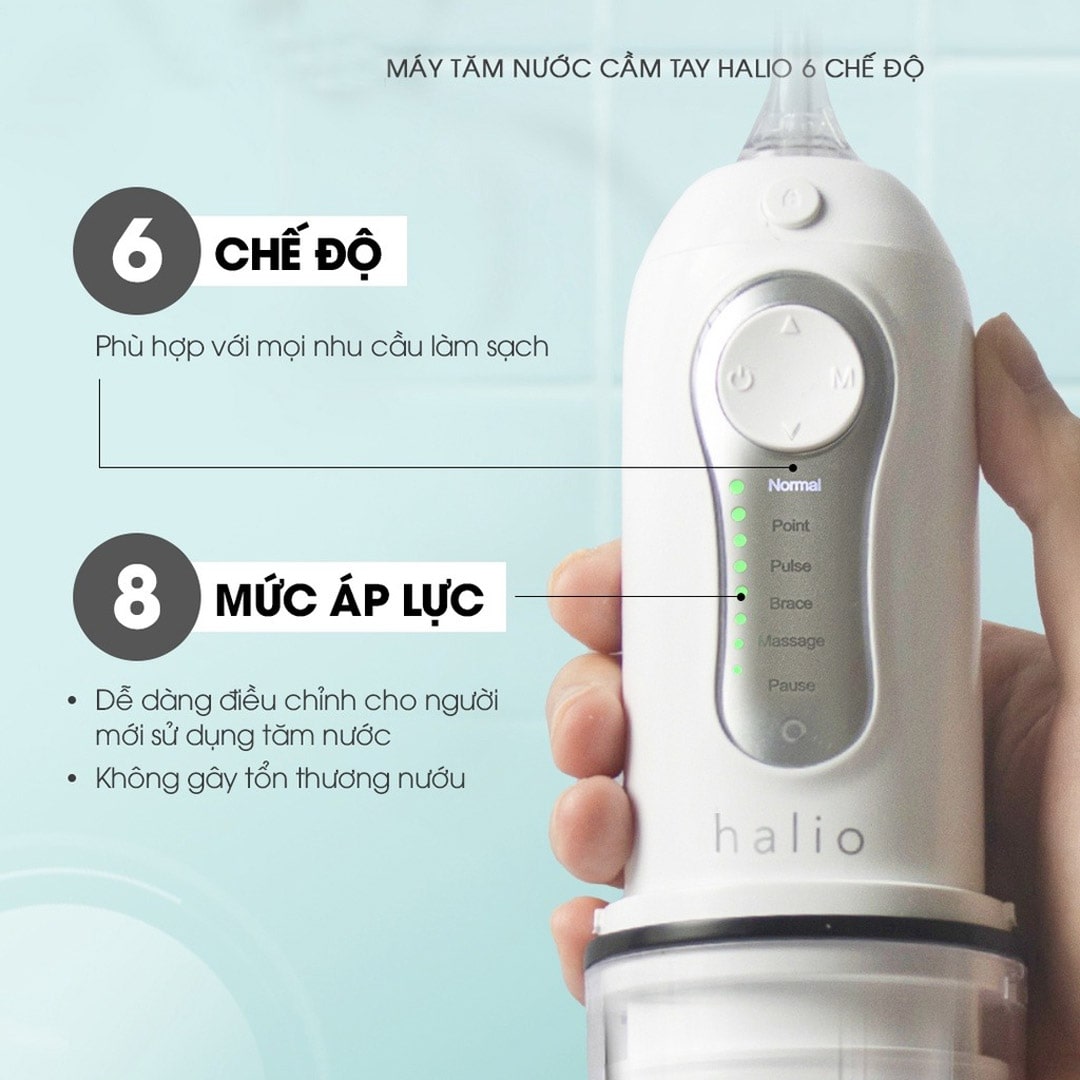 MÁY TĂM NƯỚC CẦM TAY HALIO 6 CHẾ ĐỘ
6 CHẾ ĐỘ
Phù hợp với mọi nhu cầu làm sạch
M
Normal
Point
Pulse
Brace
Massage
Pause
8 MỨC ÁP LỰC
• Dễ dàng điều chỉnh cho người
mới sử dụng tăm nước
• Không gây tổn thương nướu
halio